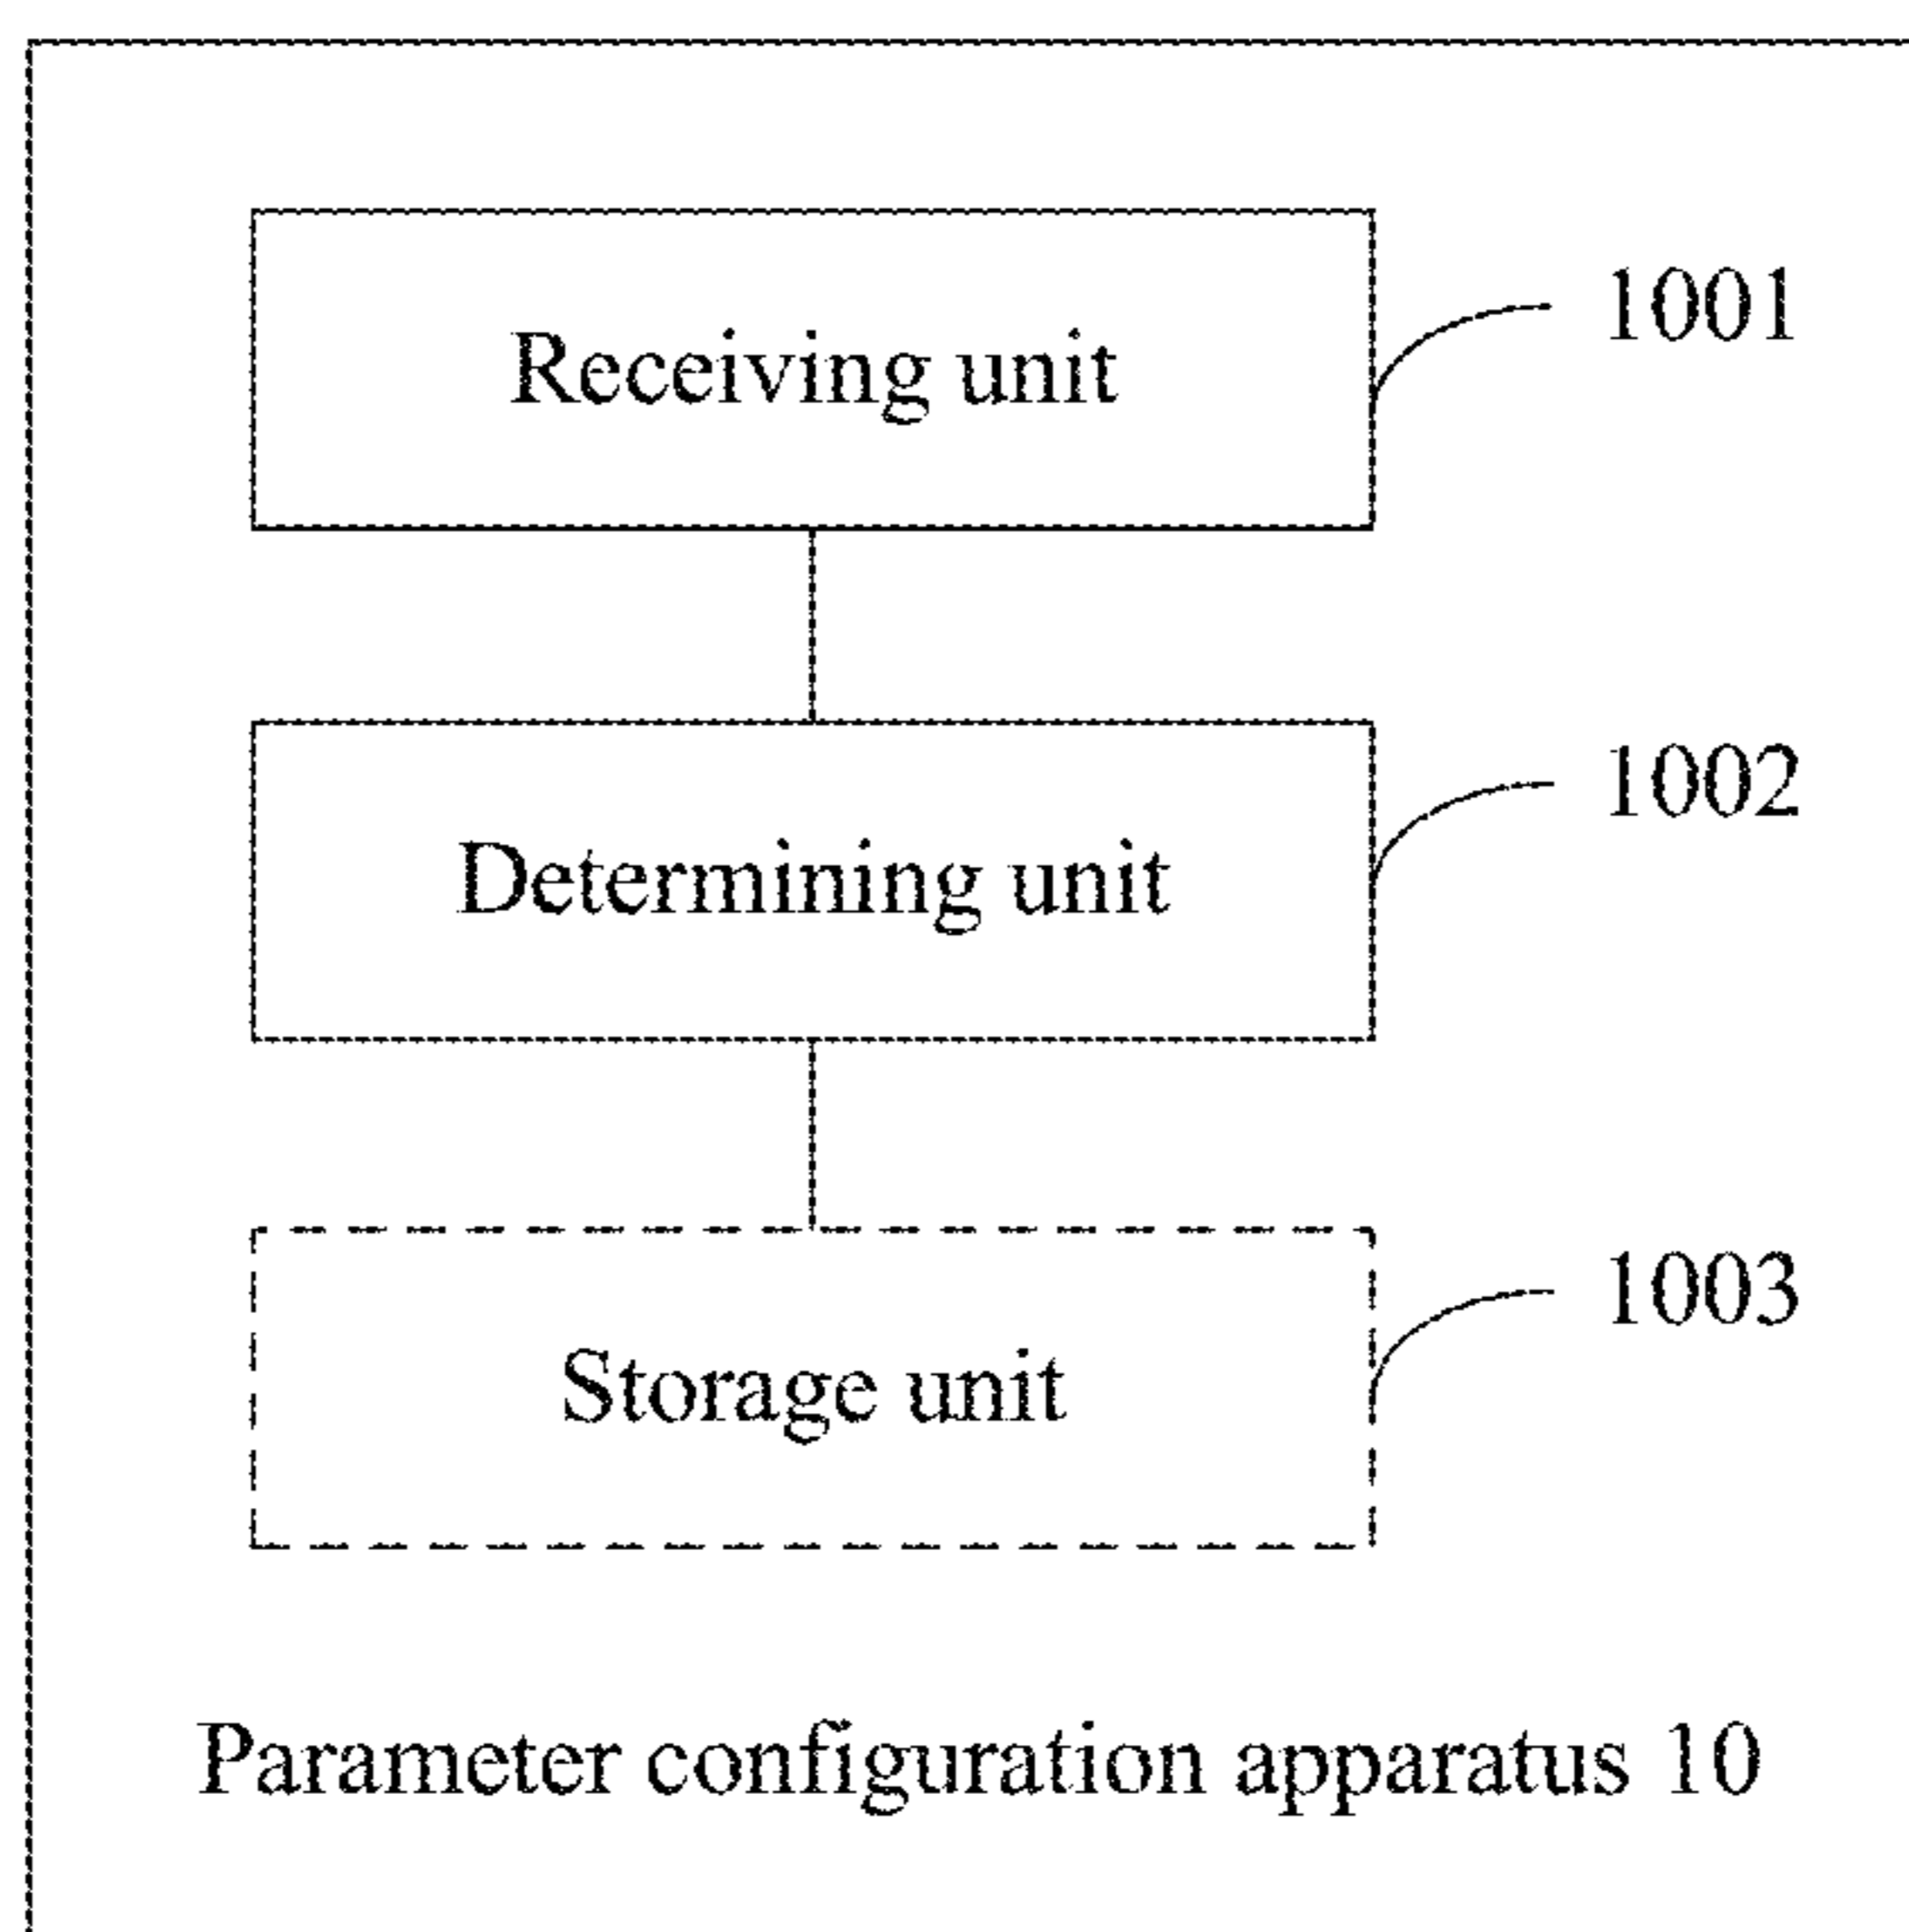 Receiving unit
1001
Determining unit
1002
Storage unit
1003
Parameter configuration apparatus 10